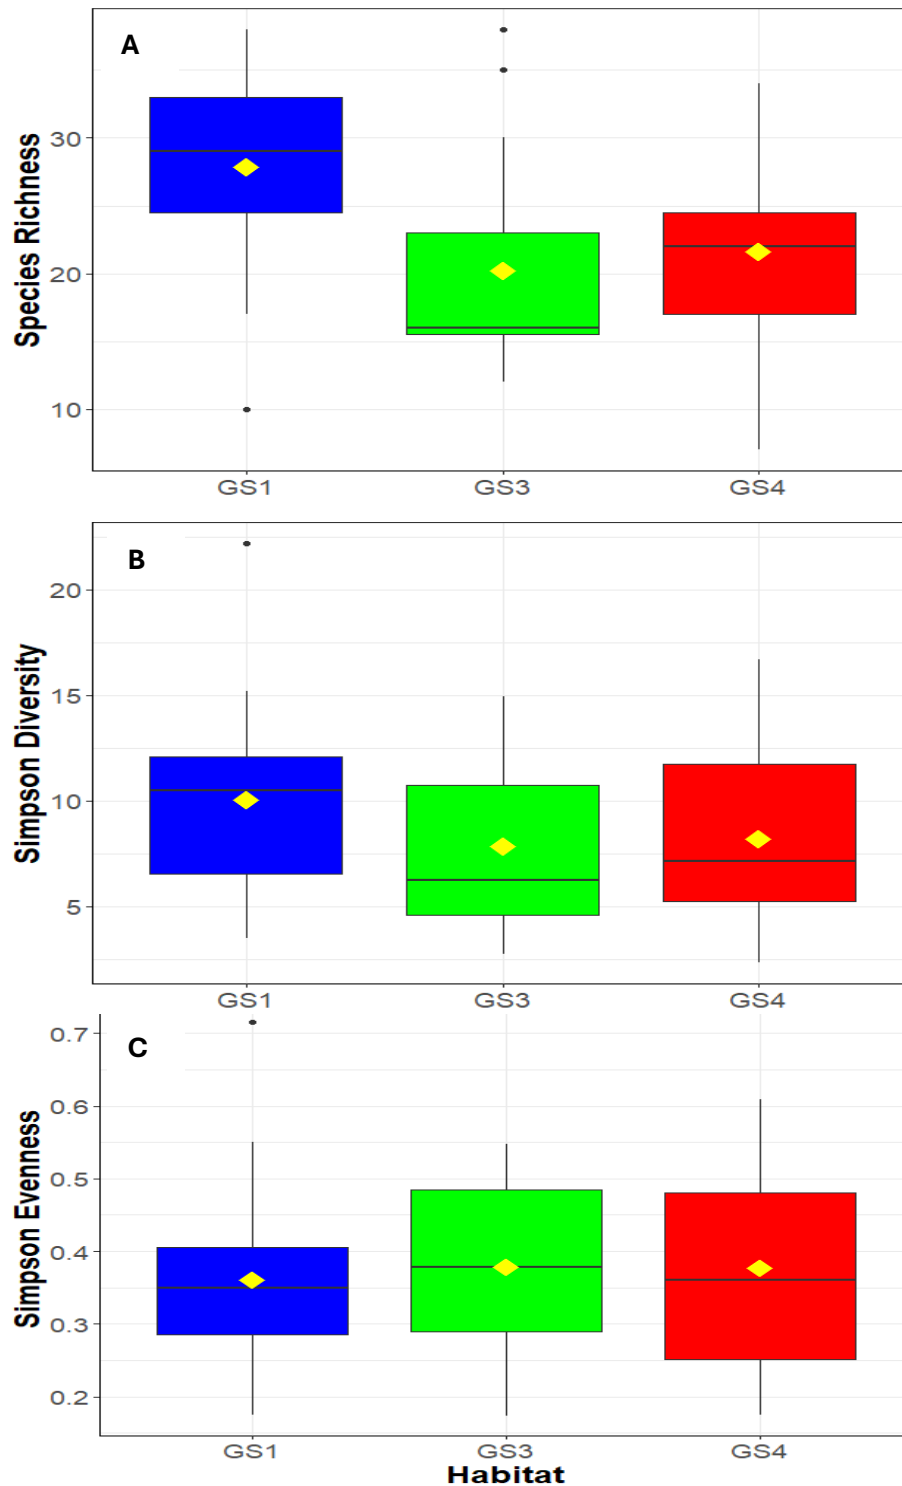 A
Species Richness
30
20
10
GS1 GS3 GS4
B
Simpson Diversity
20
15
10
5
GS1 GS3 GS4
C
Simpson Evenness
0.7
0.6
0.5
0.4
0.3
0.2
GS1 GS3 GS4
Habitat